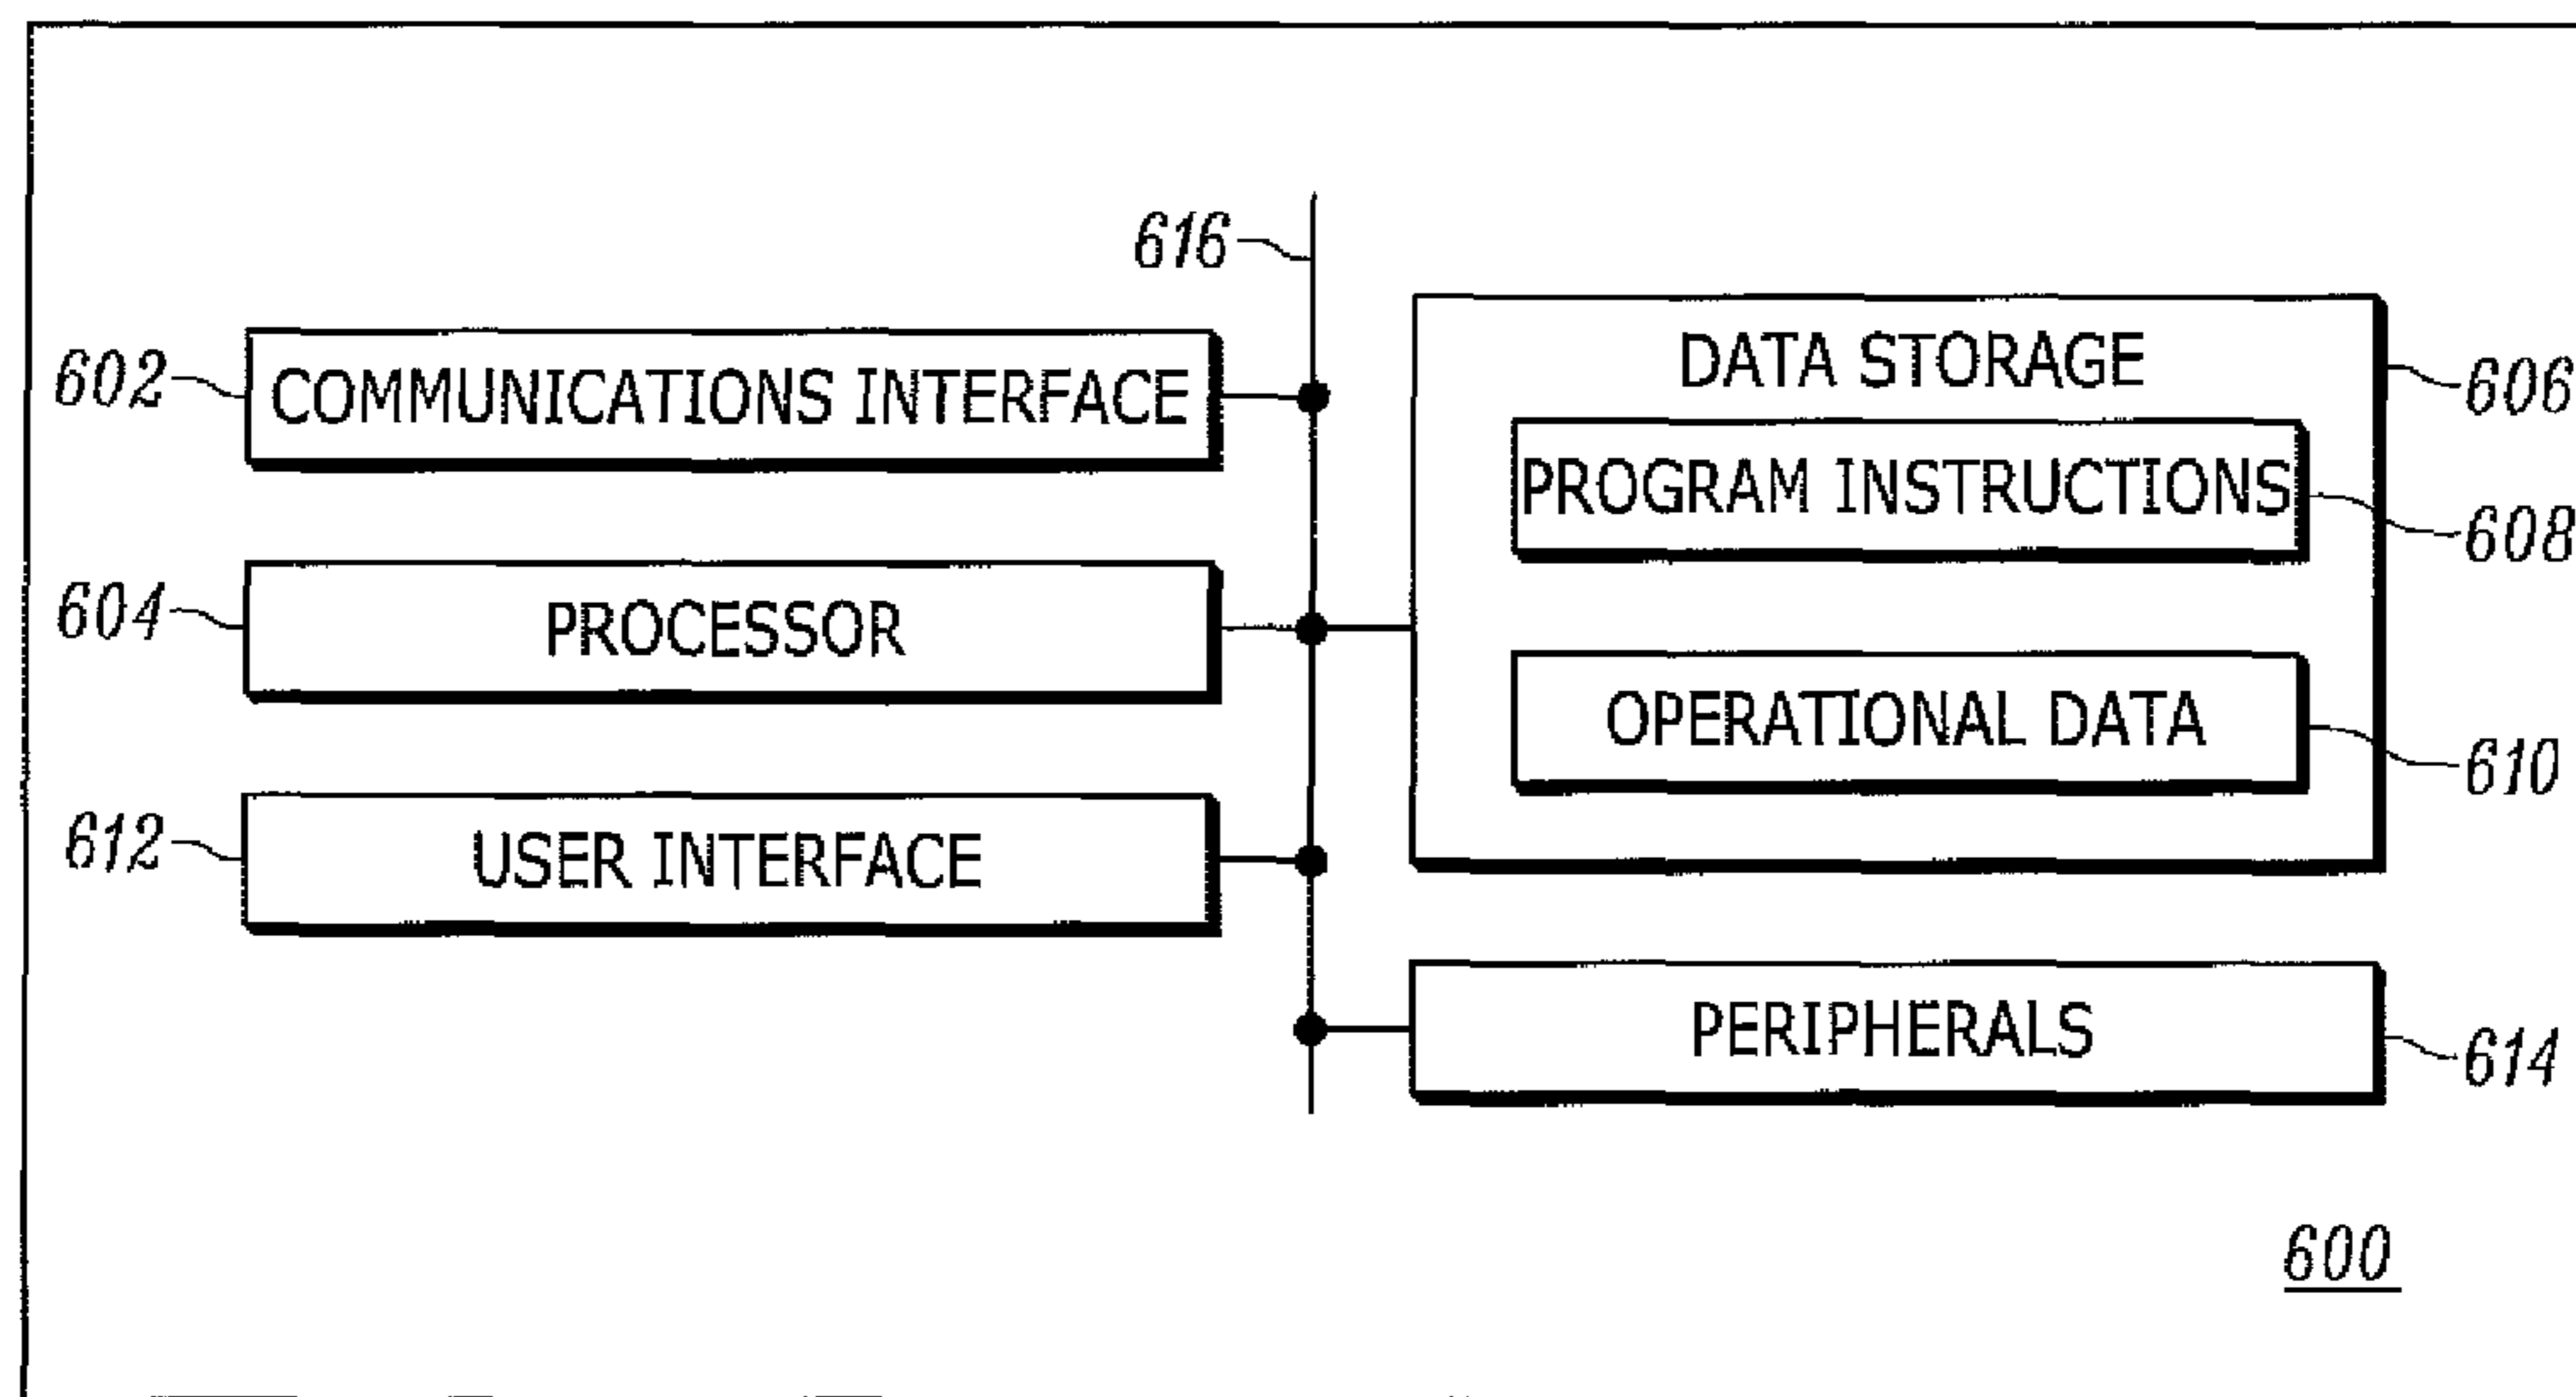 616
602 COMMUNICATIONS INTERFACE
DATA STORAGE 606
PROGRAM INSTRUCTIONS 608
604 PROCESSOR
OPERATIONAL DATA 610
612 USER INTERFACE
PERIPHERALS 614
600